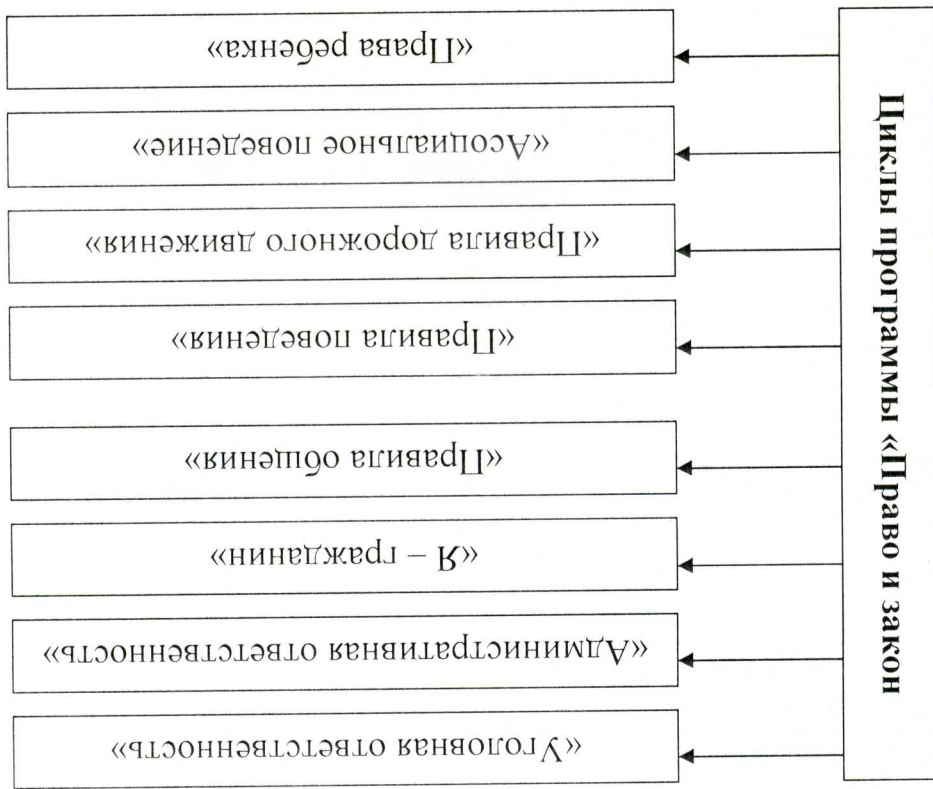 Циклы программы «Право и закон
«Уголовная ответственность»
«Административная ответственность»
«Я – гражданин»
«Правила общения»
«Правила поведения»
«Правила дорожного движения»
«Асоциальное поведение»
«Права ребенка»